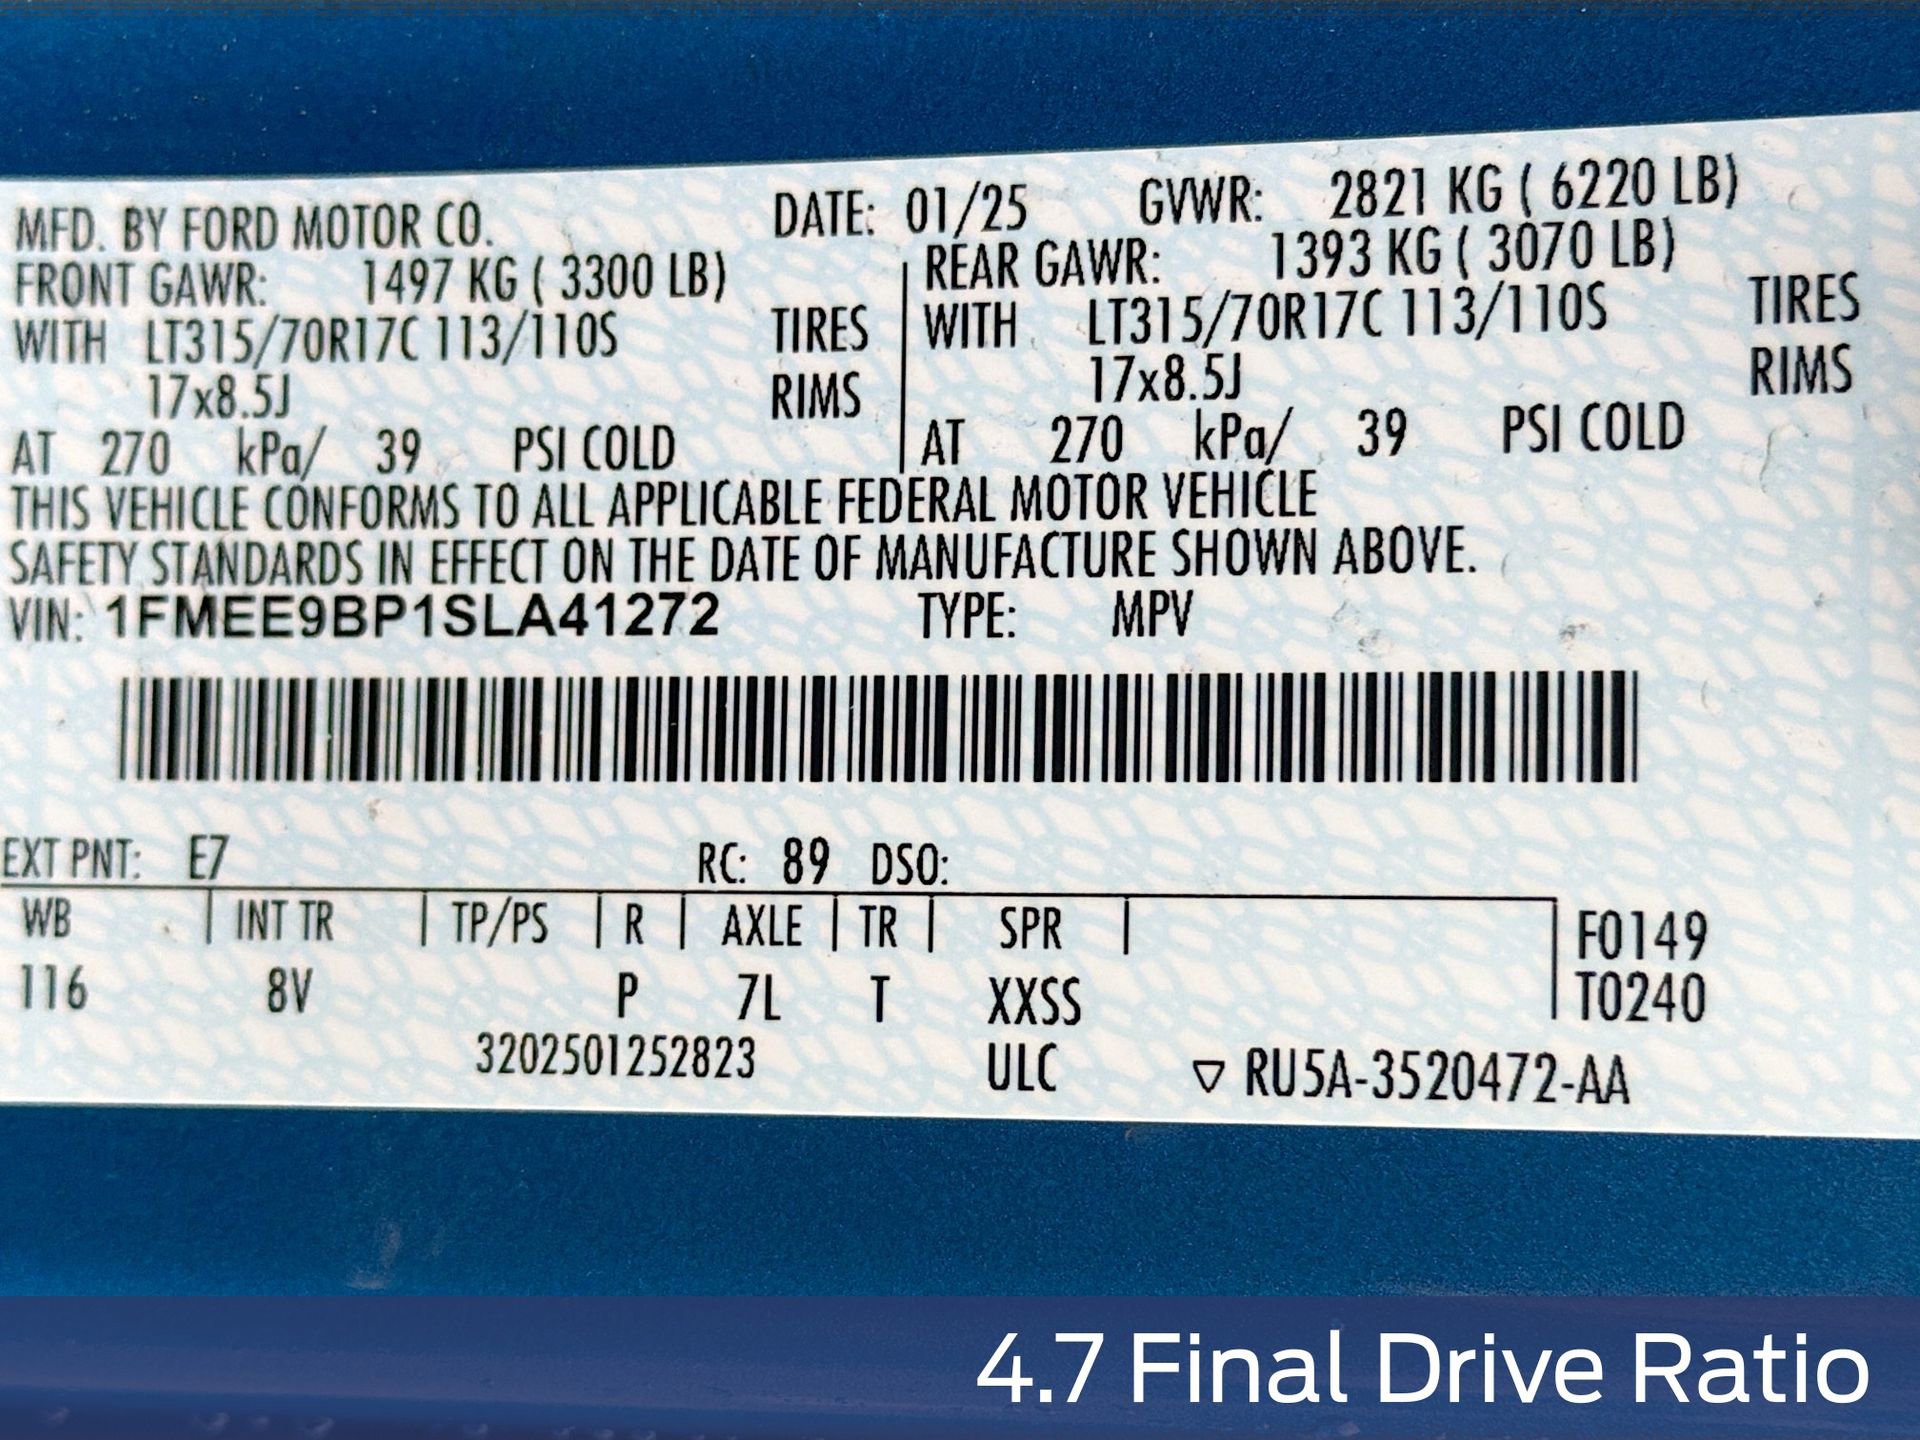 MFD. BY FORD MOTOR CO. DATE: 01/25 GVWR: 2821 KG ( 6220 LB)
FRONT GAWR: 1497 KG ( 3300 LB) REAR GAWR: 1393 KG ( 3070 LB)
WITH LT315/70R17C 113/110S TIRES WITH LT315/70R17C 113/110S TIRES
17x8.5J RIMS 17x8.5J RIMS
AT 270 kPa/ 39 PSI COLD AT 270 kPa/ 39 PSI COLD
THIS VEHICLE CONFORMS TO ALL APPLICABLE FEDERAL MOTOR VEHICLE
SAFETY STANDARDS IN EFFECT ON THE DATE OF MANUFACTURE SHOWN ABOVE.
VIN: 1FMEE9BP1SLA41272 TYPE: MPV
EXT PNT: E7 RC: 89 DSO:
WB | INT TR | TP/PS | R | AXLE | TR | SPR | F0149
116 8V P 7L T XXSS T0240
3202501252823 ULC ▽ RU5A-3520472-AA
4.7 Final Drive Ratio